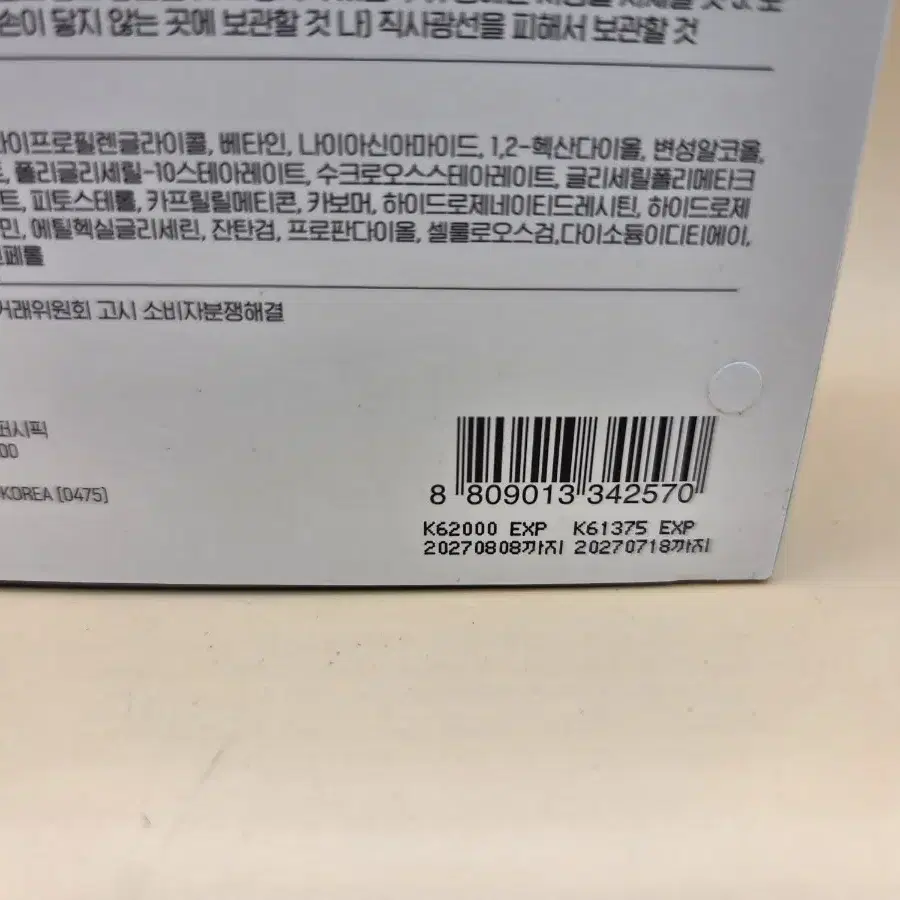 손이 닿지 않는 곳에 보관할 것 나) 직사광선을 피해서 보관할 것
다이프로필렌글라이콜, 베타인, 나이아신아마이드, 1,2-헥산다이올, 변성알코올,
폴리글리세릴-10스테아레이트, 수크로오스스테아레이트, 글리세릴폴리메타크
트, 피토스테롤, 카프릴릴메티콘, 카보머, 하이드로제네이티드레시틴, 하이드로제
민, 에틸헥실글리세린, 잔탄검, 프로판다이올, 셀룰로오스검,다이소듐이디티에이,
페롤
거래위원회 고시 소비자분쟁해결
퍼시픽
00
KOREA [0475]
8 809013 342570
K62000 EXP K61375 EXP
20270808까지 20270718까지